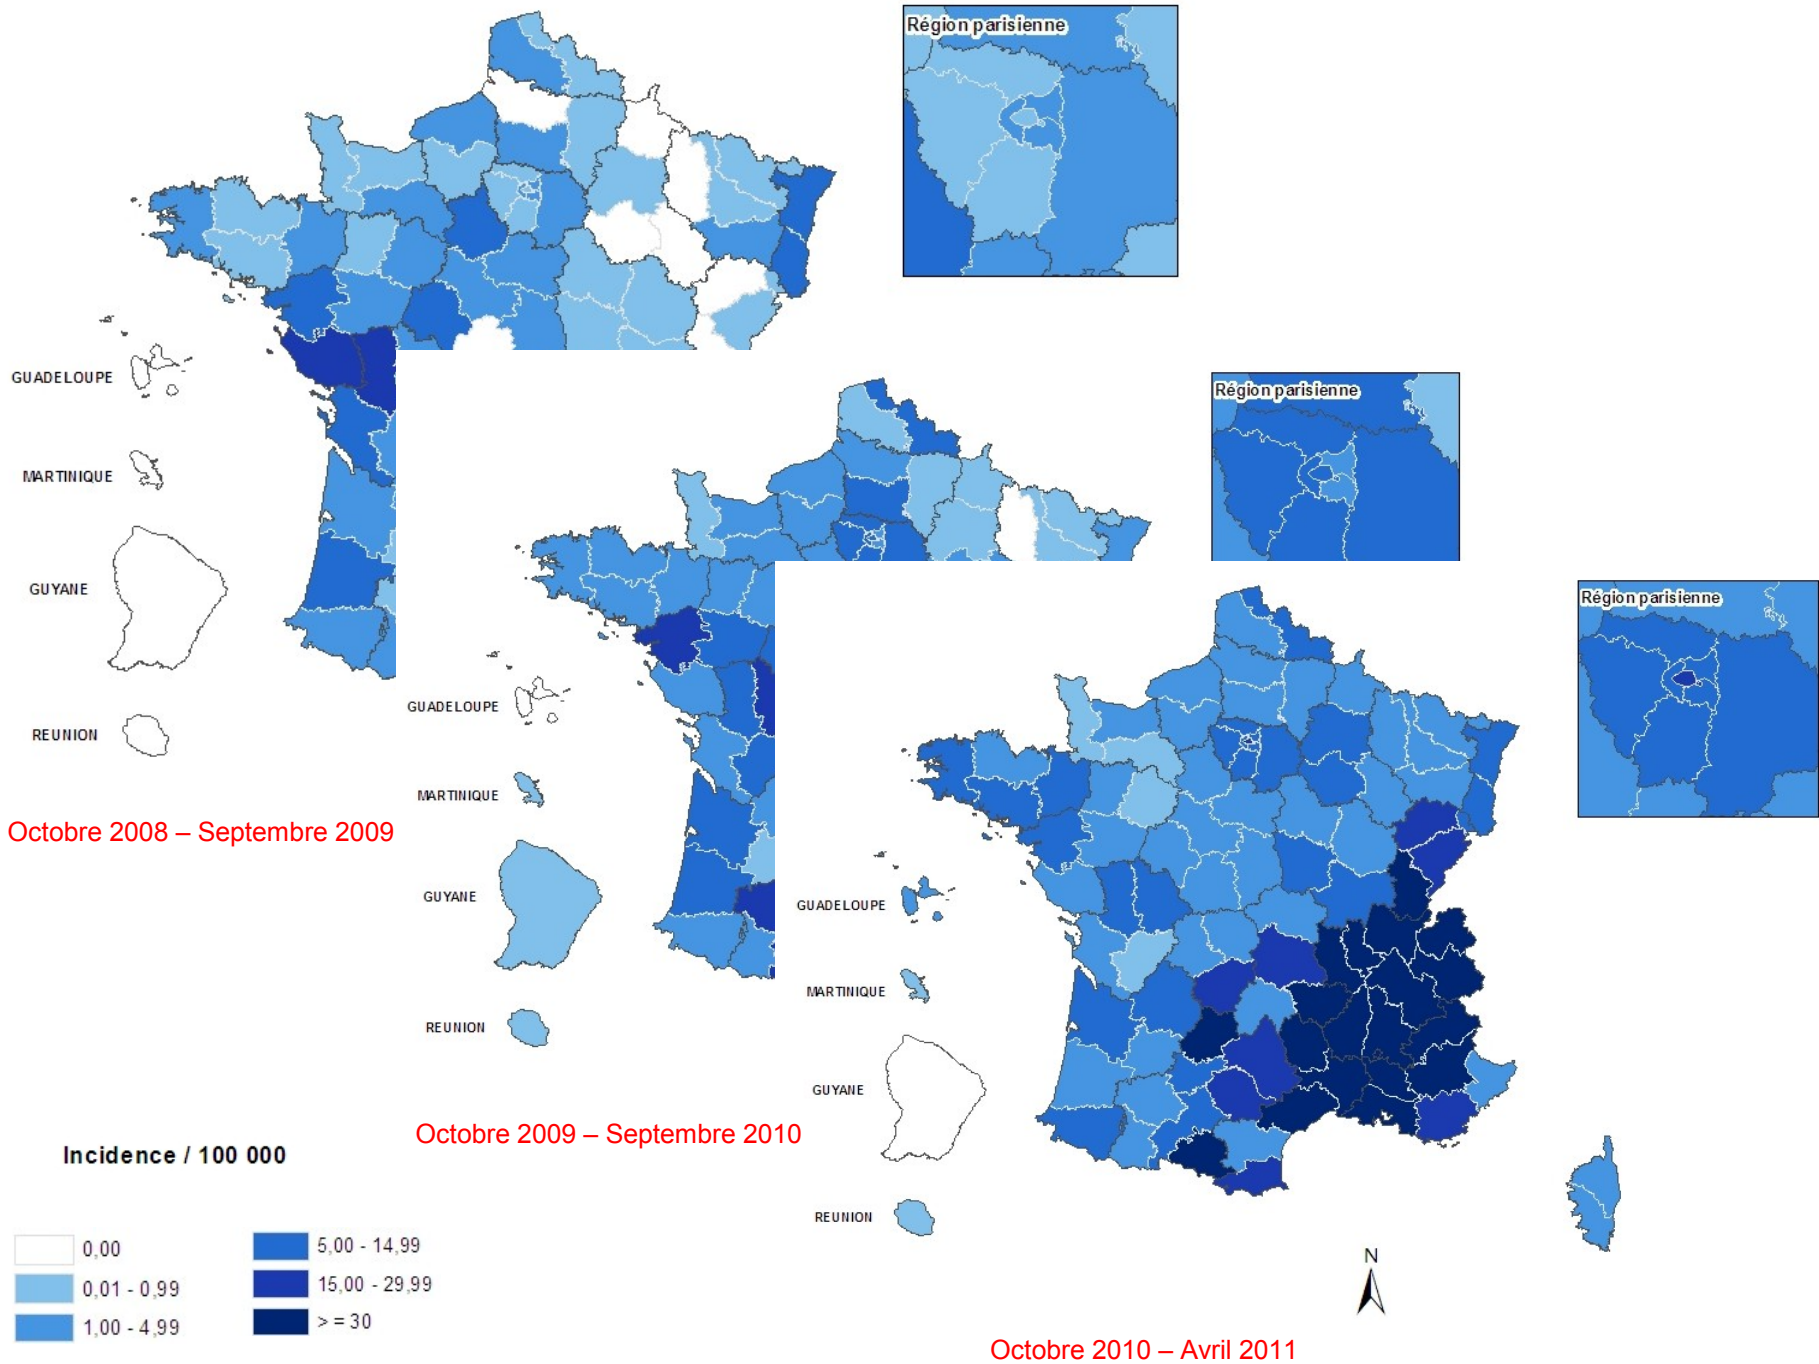 Région parisienne
GUADELOUPE
MARTINIQUE
GUYANE
REUNION
Octobre 2008 – Septembre 2009
Région parisienne
GUADELOUPE
MARTINIQUE
GUYANE
REUNION
Octobre 2009 – Septembre 2010
Région parisienne
GUADELOUPE
MARTINIQUE
GUYANE
REUNION
N
Octobre 2010 – Avril 2011
Incidence / 100 000
0,00
0,01 - 0,99
1,00 - 4,99
5,00 - 14,99
15,00 - 29,99
> = 30